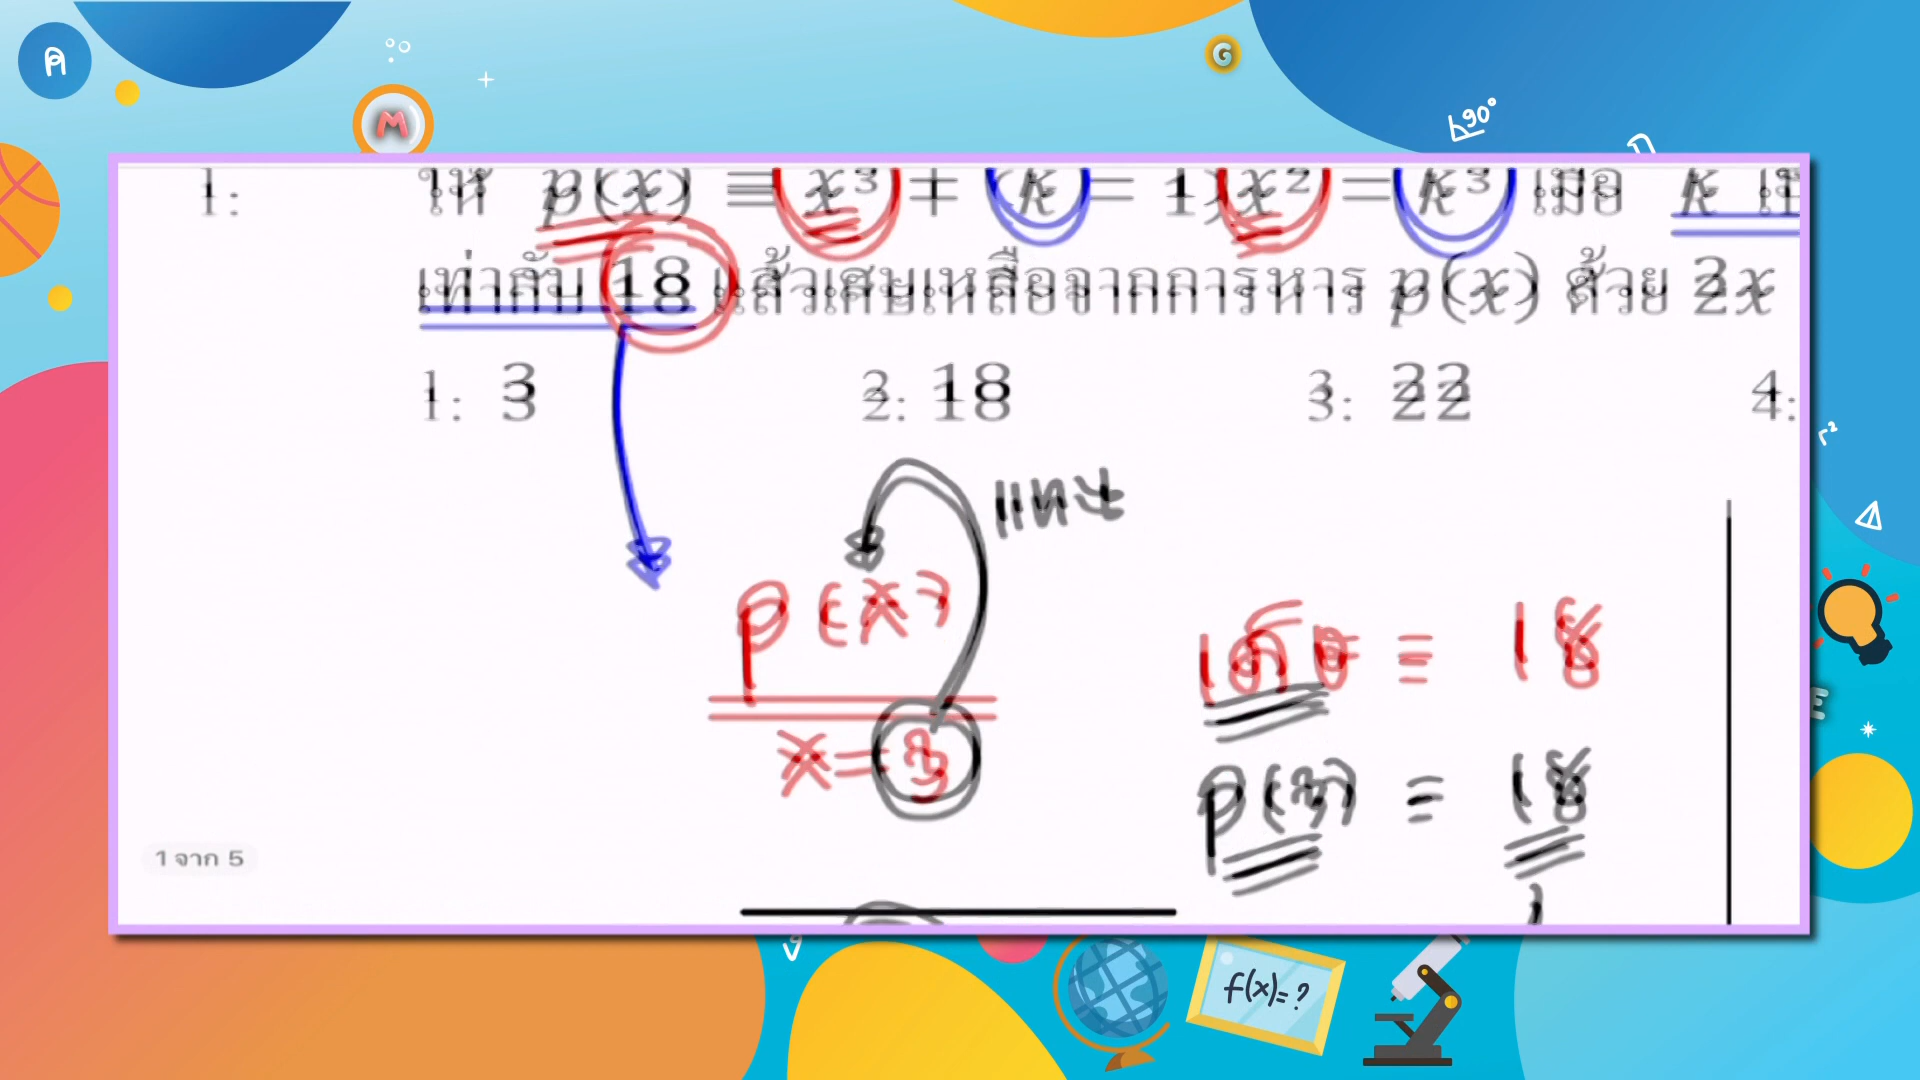 ค
G
M
90°
1.
ให้ p(x) = x³ + (k − 1)x² − k³ เมื่อ k
เท่ากับ 18 แล้วเศษเหลือจากการหาร p(x) ด้วย 2x
1. 3 2. 18 3. 22 4.
r²
แทน
p(x)
เศษ = 18
x = 3
p(3) = 18
1 จาก 5
f(x)=?